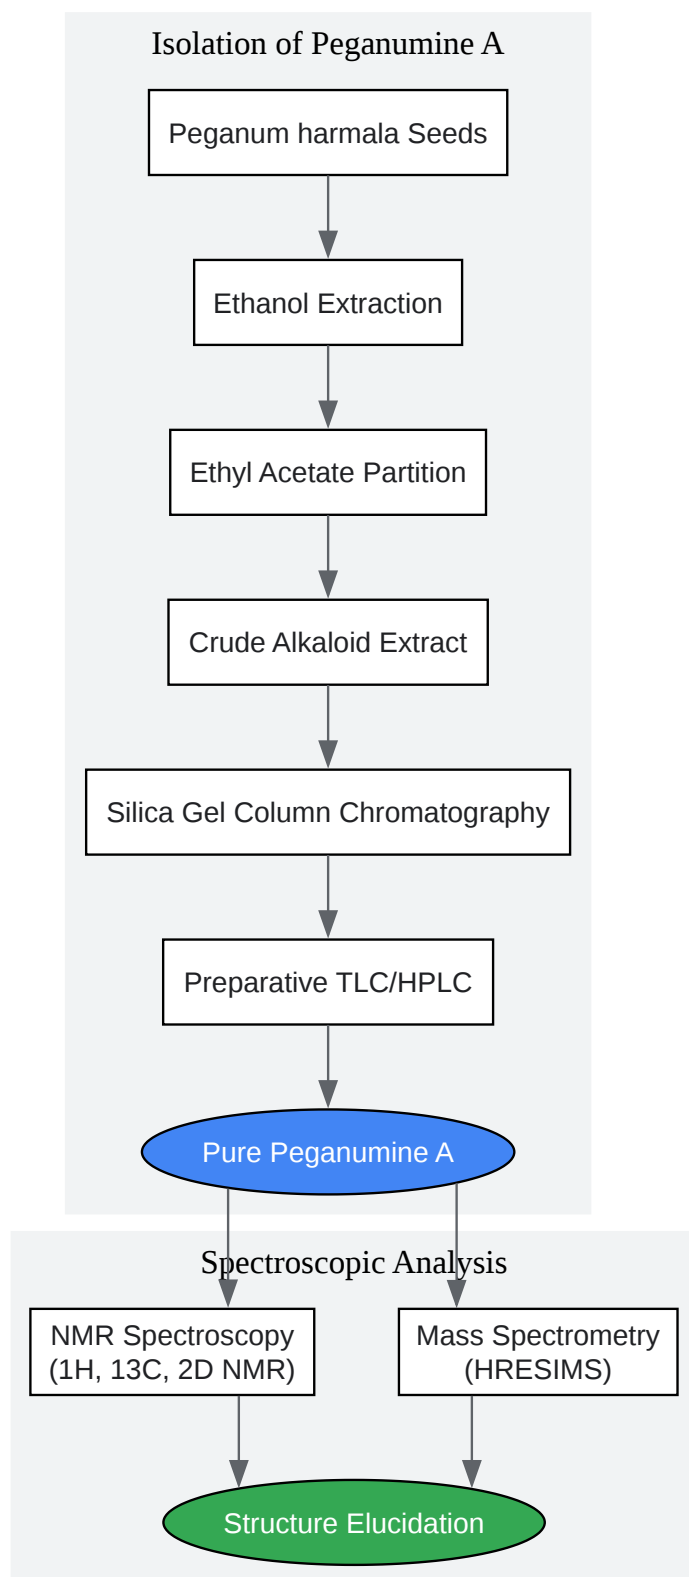 Isolation of Peganumine A
Peganum harmala Seeds
Ethanol Extraction
Ethyl Acetate Partition
Crude Alkaloid Extract
Silica Gel Column Chromatography
Preparative TLC/HPLC
Pure Peganumine A
Spectroscopic Analysis
NMR Spectroscopy
(1H, 13C, 2D NMR)
Mass Spectrometry
(HRESIMS)
Structure Elucidation